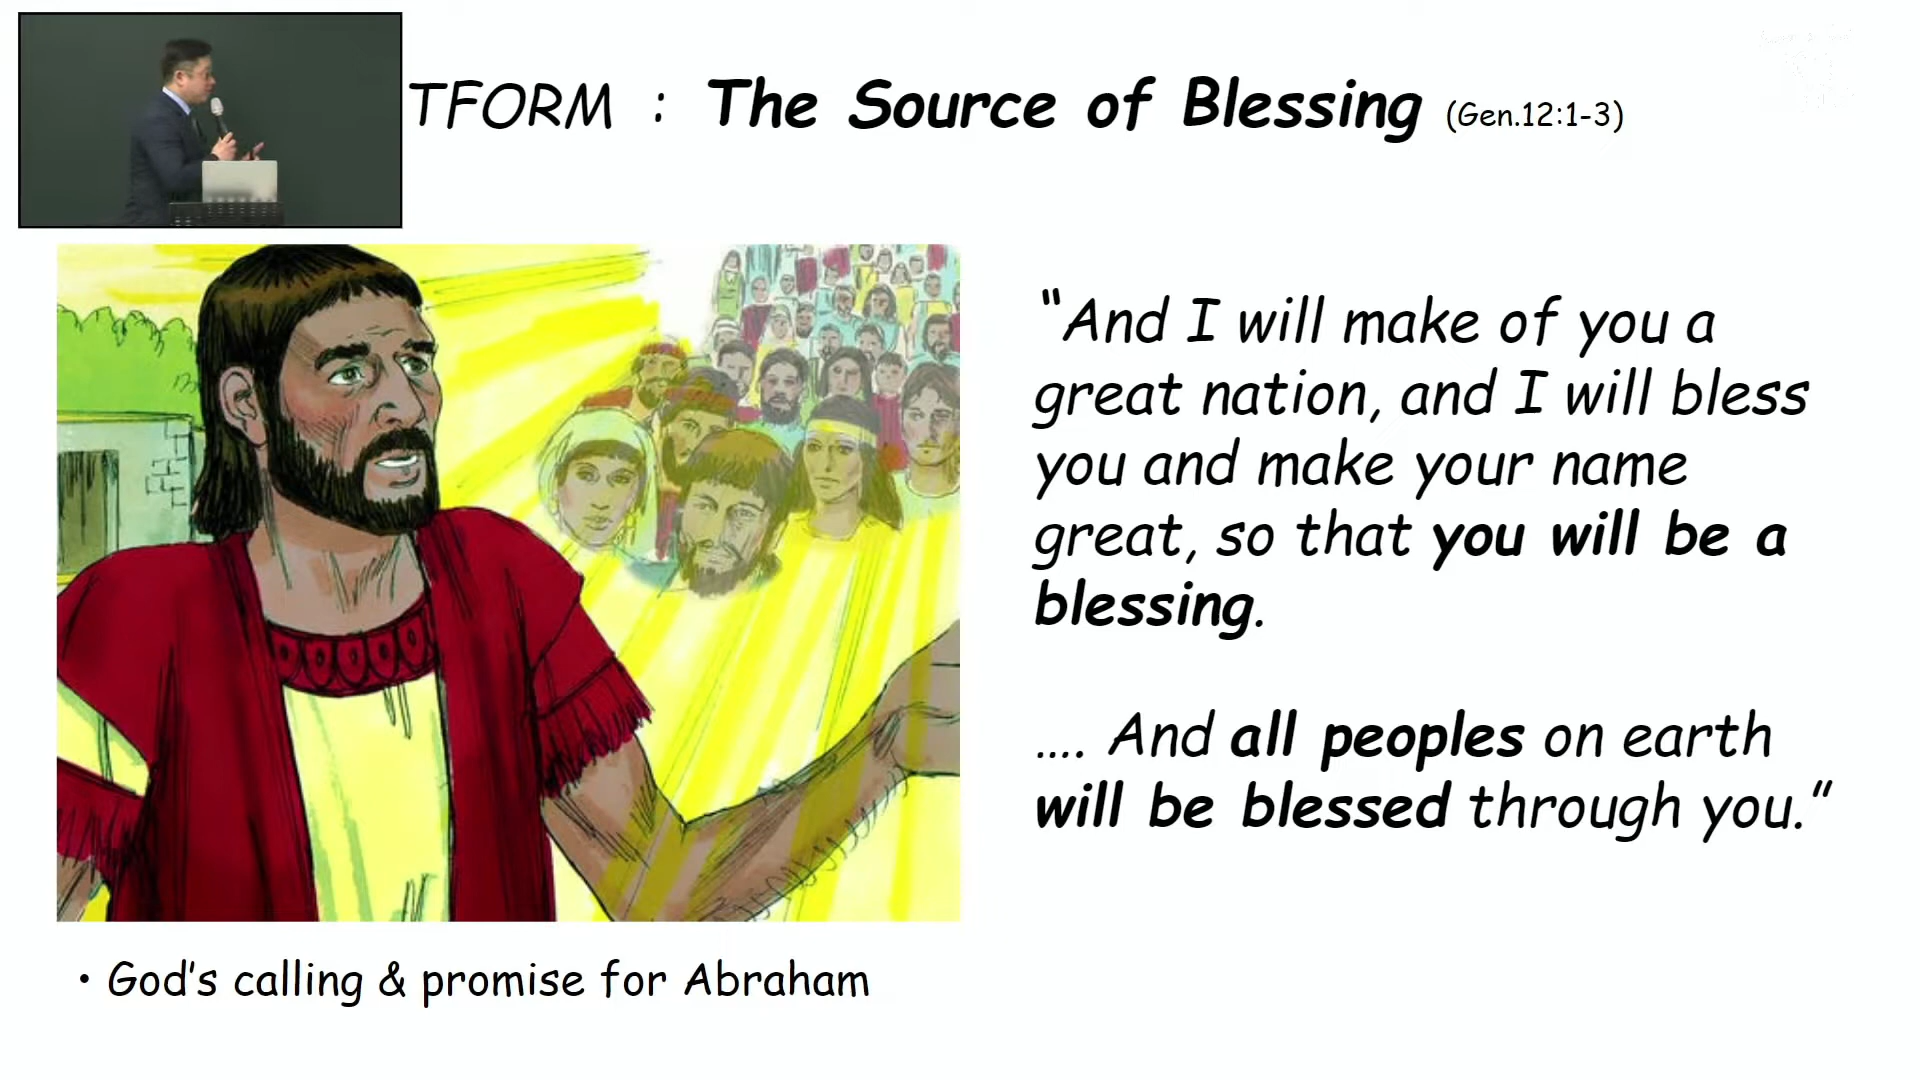 TFORM : The Source of Blessing (Gen.12:1-3)
“And I will make of you a
great nation, and I will bless
you and make your name
great, so that you will be a
blessing.
.... And all peoples on earth
will be blessed through you.”
• God’s calling & promise for Abraham